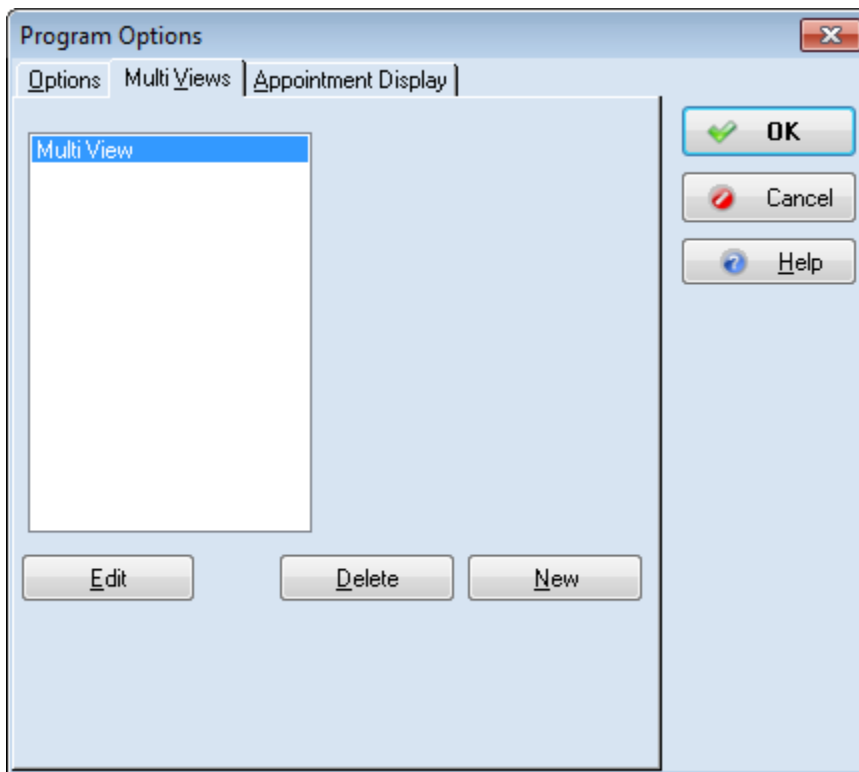 Program Options
Options Multi Views Appointment Display
Multi View
OK
Cancel
Help
Edit Delete New